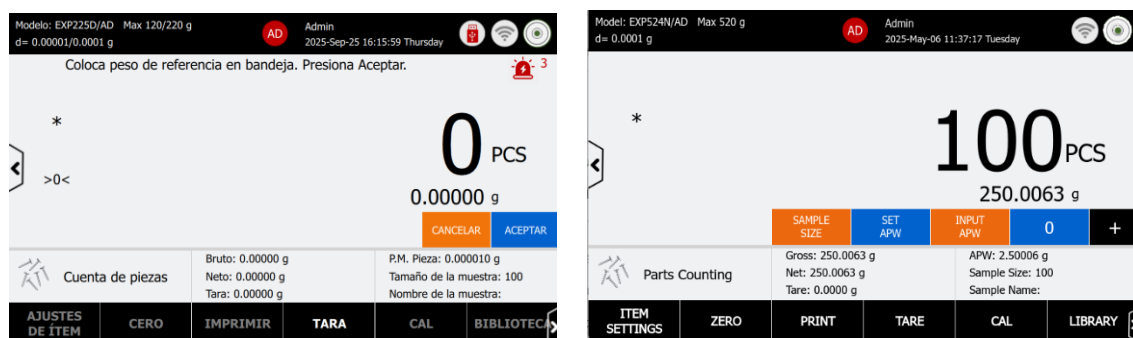 Modelo: EXP225D/AD Max 120/220 g
d= 0.00001/0.0001 g
AD
Admin
2025-Sep-25 16:15:59 Thursday
Coloca peso de referencia en bandeja. Presiona Aceptar.
3
*
0 PCS
>0<
0.00000 g
CANCELAR ACEPTAR
Cuenta de piezas
Bruto: 0.00000 g
Neto: 0.00000 g
Tara: 0.00000 g
P.M. Pieza: 0.000010 g
Tamaño de la muestra: 100
Nombre de la muestra:
AJUSTES DE ÍTEM
CERO
IMPRIMIR
TARA
CAL
BIBLIOTECA
Model: EXP524N/AD Max 520 g
d= 0.0001 g
AD
Admin
2025-May-06 11:37:17 Tuesday
*
100 PCS
250.0063 g
SAMPLE SIZE
SET APW
INPUT APW
0
+
Parts Counting
Gross: 250.0063 g
Net: 250.0063 g
Tare: 0.0000 g
APW: 2.50006 g
Sample Size: 100
Sample Name:
ITEM SETTINGS
ZERO
PRINT
TARE
CAL
LIBRARY